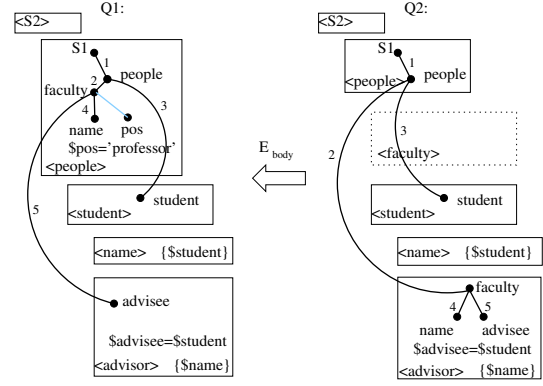 Q1:
<S2>
S1
1
people
2
faculty
3
4
name
pos
$pos='professor'
<people>
student
<student>
5
<name> {$student}
advisee
$advisee=$student
<advisor> {$name}
E body
Q2:
<S2>
S1
1
<people>
people
3
2
<faculty>
student
<student>
<name> {$student}
faculty
4
5
name
advisee
$advisee=$student
<advisor> {$name}